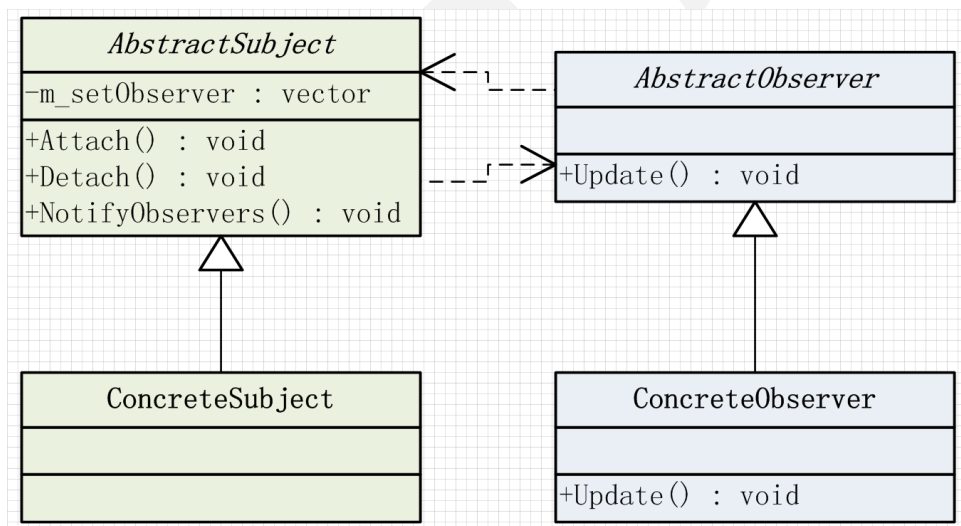 AbstractSubject
-m_setObserver : vector
+Attach() : void
+Detach() : void
+NotifyObservers() : void
AbstractObserver
+Update() : void
ConcreteSubject
ConcreteObserver
+Update() : void